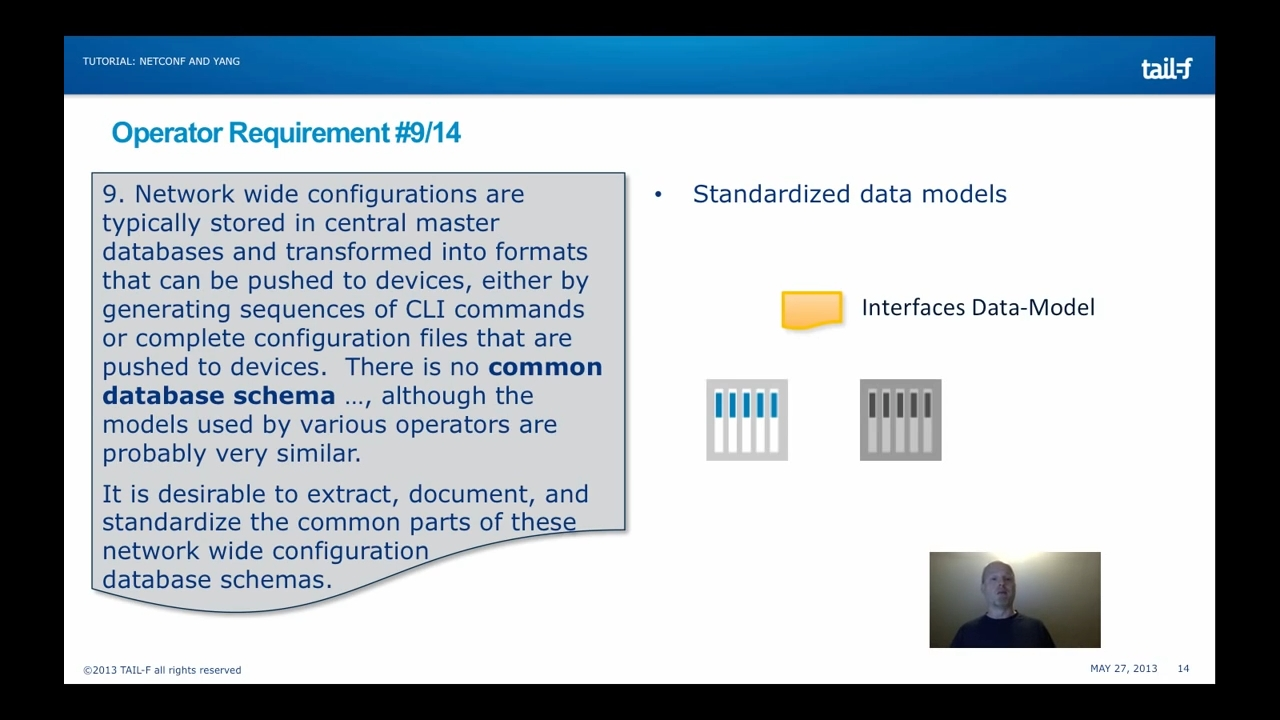 TUTORIAL: NETCONF AND YANG
tail-f
Operator Requirement #9/14
9. Network wide configurations are
typically stored in central master
databases and transformed into formats
that can be pushed to devices, either by
generating sequences of CLI commands
or complete configuration files that are
pushed to devices. There is no common
database schema …, although the
models used by various operators are
probably very similar.
It is desirable to extract, document, and
standardize the common parts of these
network wide configuration
database schemas.
• Standardized data models
Interfaces Data-Model
©2013 TAIL-F all rights reserved
MAY 27, 2013 14